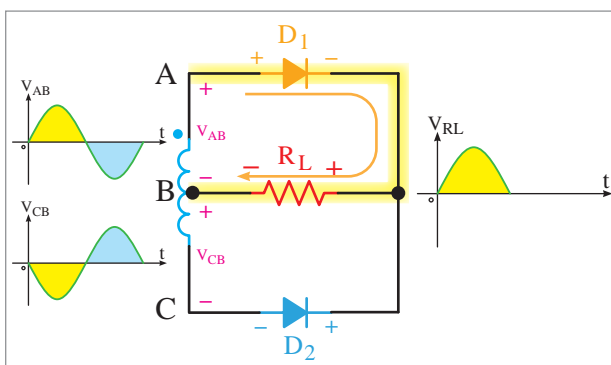 D1
+ −
A
+
VAB
t
o
VAB
−
− RL +
B
+
VCB
−
VRL
t
o
VCB
t
o
C
− +
D2